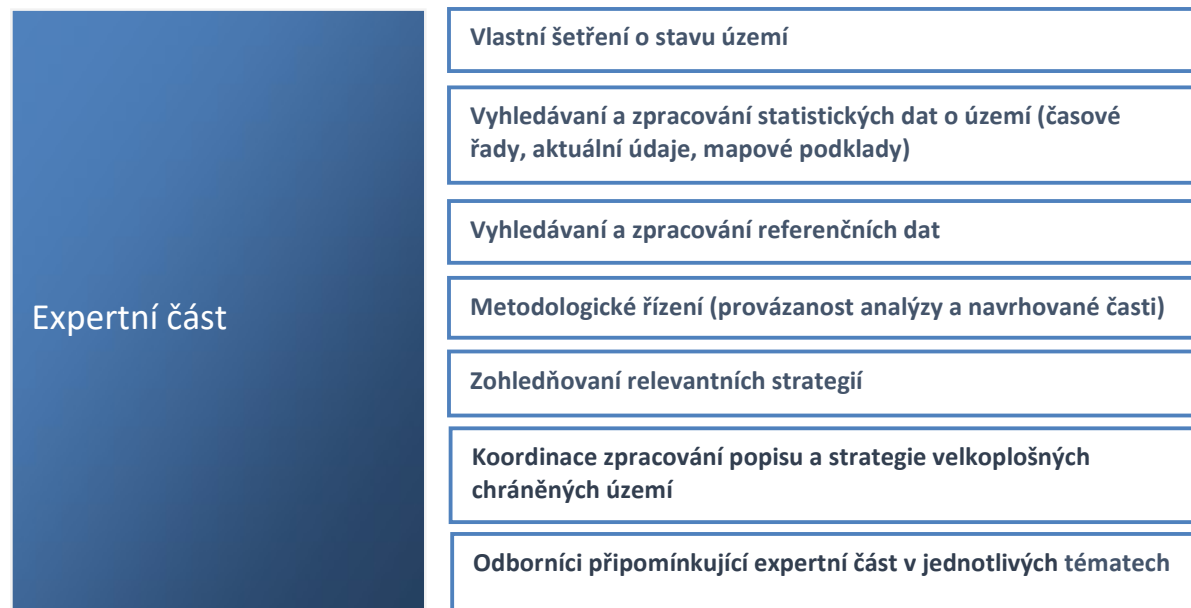 Expertní část
Vlastní šetření o stavu území
Vyhledávaní a zpracování statistických dat o území (časové
řady, aktuální údaje, mapové podklady)
Vyhledávaní a zpracování referenčních dat
Metodologické řízení (provázanost analýzy a navrhované časti)
Zohledňovaní relevantních strategií
Koordinace zpracování popisu a strategie velkoplošných
chráněných území
Odborníci připomínkující expertní část v jednotlivých tématech